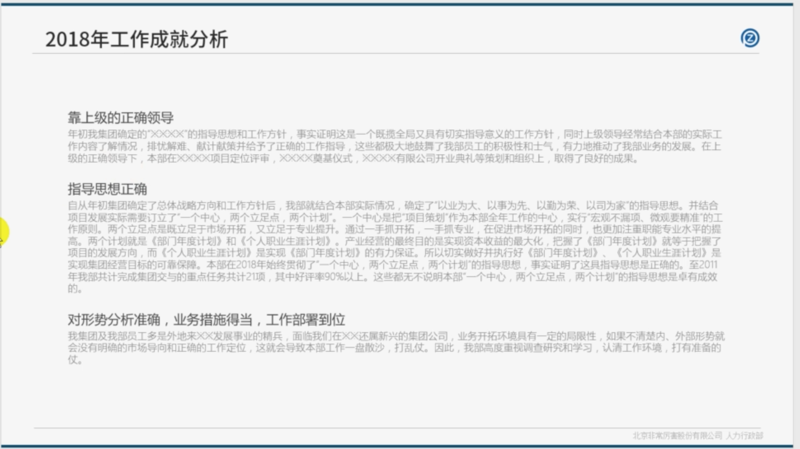 2018年工作成就分析
靠上级的正确领导
年初我集团确定的“XXXX”的指导思想和工作方针，事实证明这是一个既揽全局又具有切实指导意义的工作方针，同时上级领导经常结合本部的实际工
作内容了解情况，排忧解难、献计献策并给予了正确的工作指导，这些都极大地鼓舞了我部员工的积极性和士气，有力地推动了我部业务的发展。在上
级的正确领导下，本部在XXXXX项目定位评审，XXXXX奠基仪式，XXXXX有限公司开业典礼等策划和组织上，取得了良好的成果。
指导思想正确
自从年初集团确定了总体战略方向和工作方针后，我部就结合本部实际情况，确定了“以业为大、以事为先、以勤为荣、以司为家”的指导思想。并结合
项目发展实际需要订立了“一个中心，两个立足点，两个计划”。一个中心是把“项目策划”作为本部全年工作的中心，实行“宏观不漏项、微观要精准”的工
作原则。两个立足点是既立足于市场开拓，又立足于专业提升。通过一手抓开拓，一手抓专业，在促进市场开拓的同时，也更加注重职能专业水平的提
高。两个计划就是《部门年度计划》和《个人职业生涯计划》。产业经营的最终目的是实现资本收益的最大化，把握了《部门年度计划》就等于把握了
项目的发展方向，而《个人职业生涯计划》是实现《部门年度计划》的有力保证。所以切实做好并执行好《部门年度计划》、《个人职业生涯计划》是
实现集团经营目标的可靠保障。本部在2018年始终贯彻了“一个中心，两个立足点，两个计划”的指导思想，事实证明了这具指导思想是正确的。至2011
年我部共计完成集团交与的重点任务共计21项，其中好评率90%以上。这些都无不说明本部“一个中心，两个立足点，两个计划”的指导思想是卓有成效
的。
对形势分析准确，业务措施得当，工作部署到位
我集团及我部员工多是外地来XX发展事业的精兵，面临我们在XX还属新兴的集团公司，业务开拓环境具有一定的局限性，如果不清楚内、外部形势就
会没有明确的市场导向和正确的工作定位，这就会导致本部工作一盘散沙，打乱仗。因此，我部高度重视调查研究和学习，认清工作环境，打有准备的
仗。
北京非常厉害股份有限公司 人力行政部